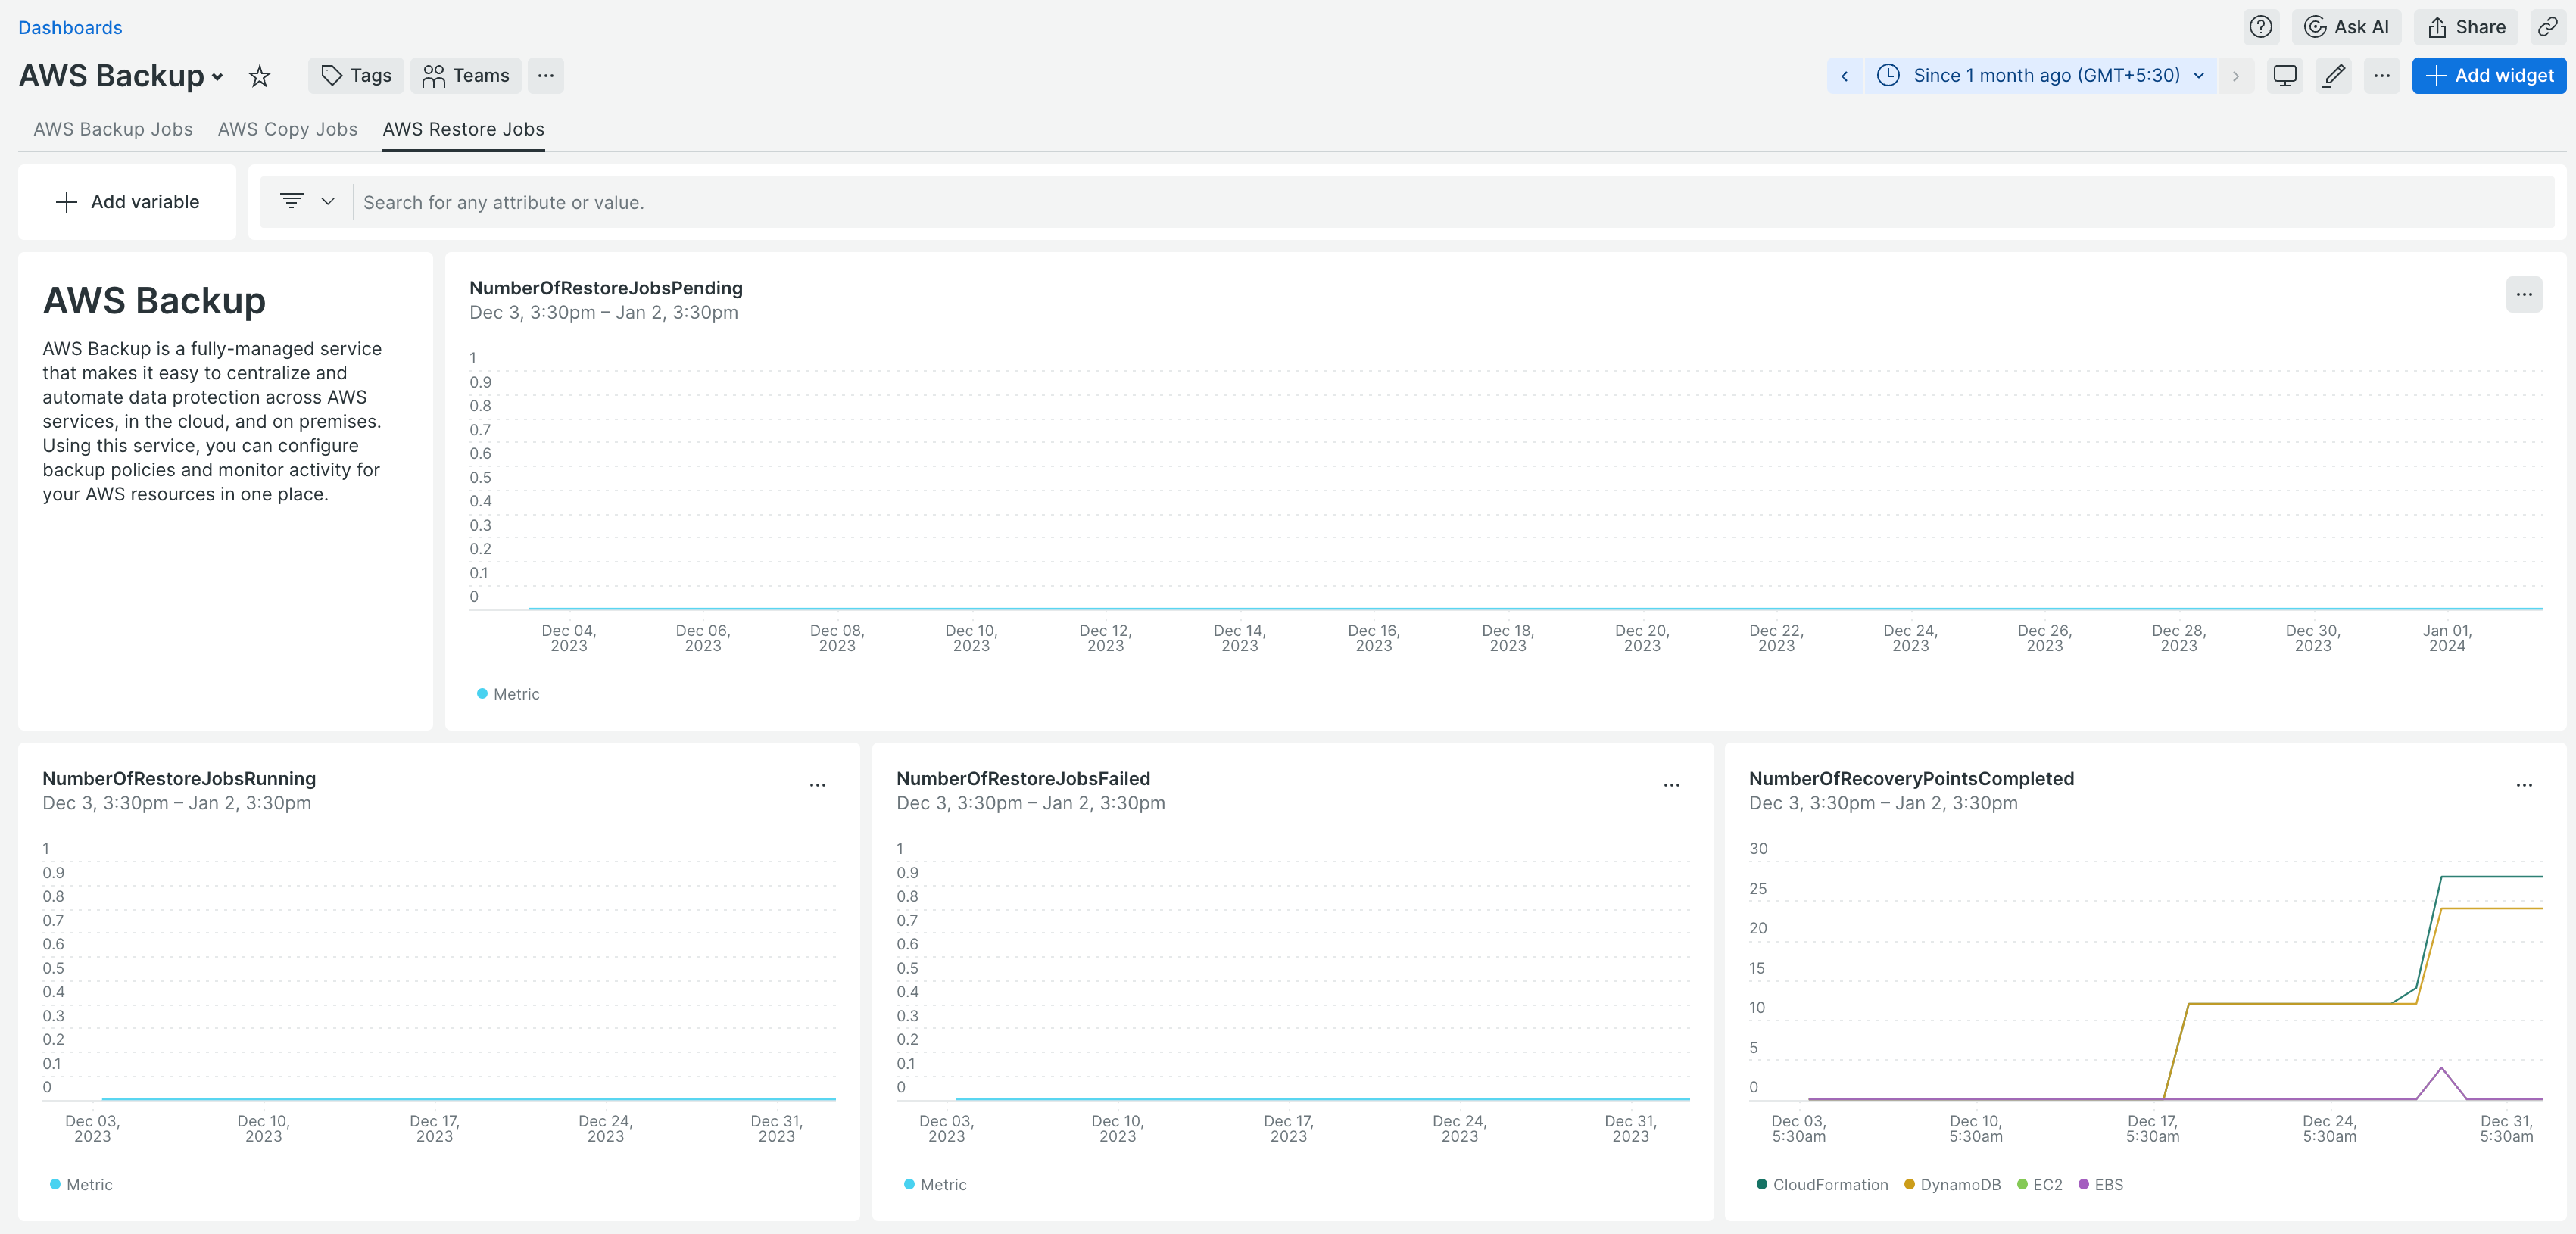 Dashboards
Ask AI
Share
AWS Backup
Tags
Teams
Since 1 month ago (GMT+5:30)
Add widget
AWS Backup Jobs
AWS Copy Jobs
AWS Restore Jobs
Add variable
Search for any attribute or value.
AWS Backup
AWS Backup is a fully-managed service
that makes it easy to centralize and
automate data protection across AWS
services, in the cloud, and on premises.
Using this service, you can configure
backup policies and monitor activity for
your AWS resources in one place.
NumberOfRestoreJobsPending
Dec 3, 3:30pm – Jan 2, 3:30pm
1
0.9
0.8
0.7
0.6
0.5
0.4
0.3
0.2
0.1
0
Dec 04,
2023
Dec 06,
2023
Dec 08,
2023
Dec 10,
2023
Dec 12,
2023
Dec 14,
2023
Dec 16,
2023
Dec 18,
2023
Dec 20,
2023
Dec 22,
2023
Dec 24,
2023
Dec 26,
2023
Dec 28,
2023
Dec 30,
2023
Jan 01,
2024
Metric
NumberOfRestoreJobsRunning
Dec 3, 3:30pm – Jan 2, 3:30pm
1
0.9
0.8
0.7
0.6
0.5
0.4
0.3
0.2
0.1
0
Dec 03,
2023
Dec 10,
2023
Dec 17,
2023
Dec 24,
2023
Dec 31,
2023
Metric
NumberOfRestoreJobsFailed
Dec 3, 3:30pm – Jan 2, 3:30pm
1
0.9
0.8
0.7
0.6
0.5
0.4
0.3
0.2
0.1
0
Dec 03,
2023
Dec 10,
2023
Dec 17,
2023
Dec 24,
2023
Dec 31,
2023
Metric
NumberOfRecoveryPointsCompleted
Dec 3, 3:30pm – Jan 2, 3:30pm
30
25
20
15
10
5
0
Dec 03,
5:30am
Dec 10,
5:30am
Dec 17,
5:30am
Dec 24,
5:30am
Dec 31,
5:30am
CloudFormation
DynamoDB
EC2
EBS